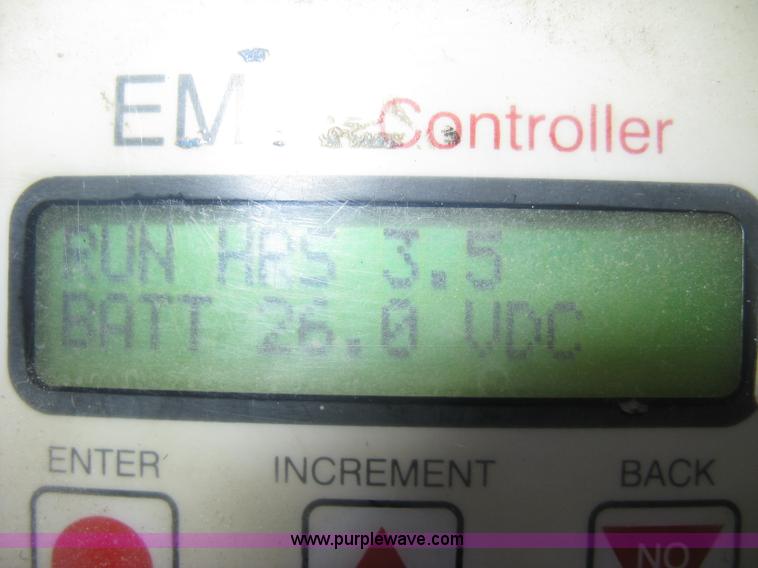 EM Controller
RUN HRS 3.5
BATT 26.0 VDC
ENTER INCREMENT BACK
NO
www.purplewave.com